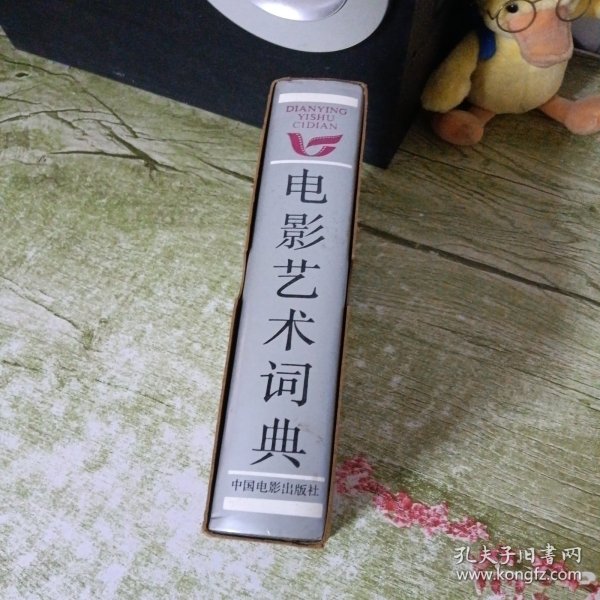 DIANYING
YISHU
CIDIAN
电影艺术词典
中国电影出版社
孔夫子旧書网
www.kongfz.com